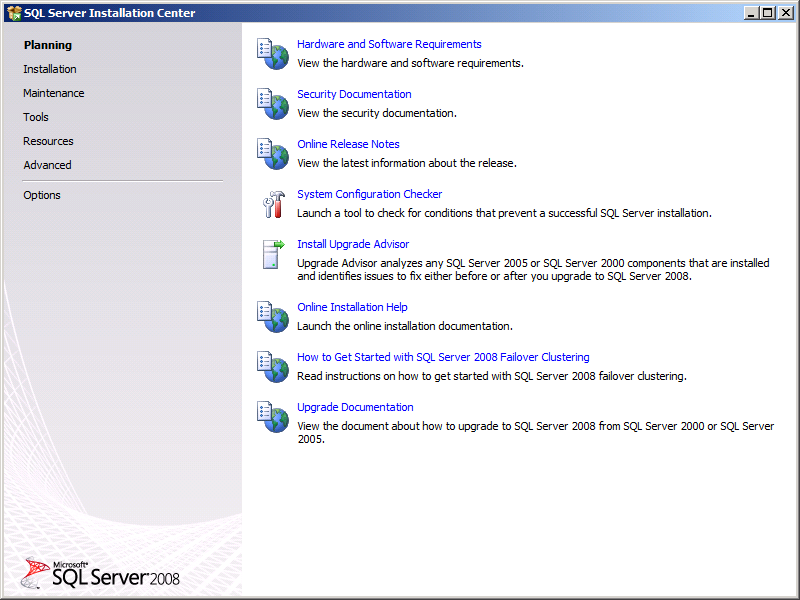 SQL Server Installation Center
Planning
Installation
Maintenance
Tools
Resources
Advanced
Options
Hardware and Software Requirements
View the hardware and software requirements.
Security Documentation
View the security documentation.
Online Release Notes
View the latest information about the release.
System Configuration Checker
Launch a tool to check for conditions that prevent a successful SQL Server installation.
Install Upgrade Advisor
Upgrade Advisor analyzes any SQL Server 2005 or SQL Server 2000 components that are installed
and identifies issues to fix either before or after you upgrade to SQL Server 2008.
Online Installation Help
Launch the online installation documentation.
How to Get Started with SQL Server 2008 Failover Clustering
Read instructions on how to get started with SQL Server 2008 failover clustering.
Upgrade Documentation
View the document about how to upgrade to SQL Server 2008 from SQL Server 2000 or SQL Server
2005.
Microsoft®
SQL Server 2008